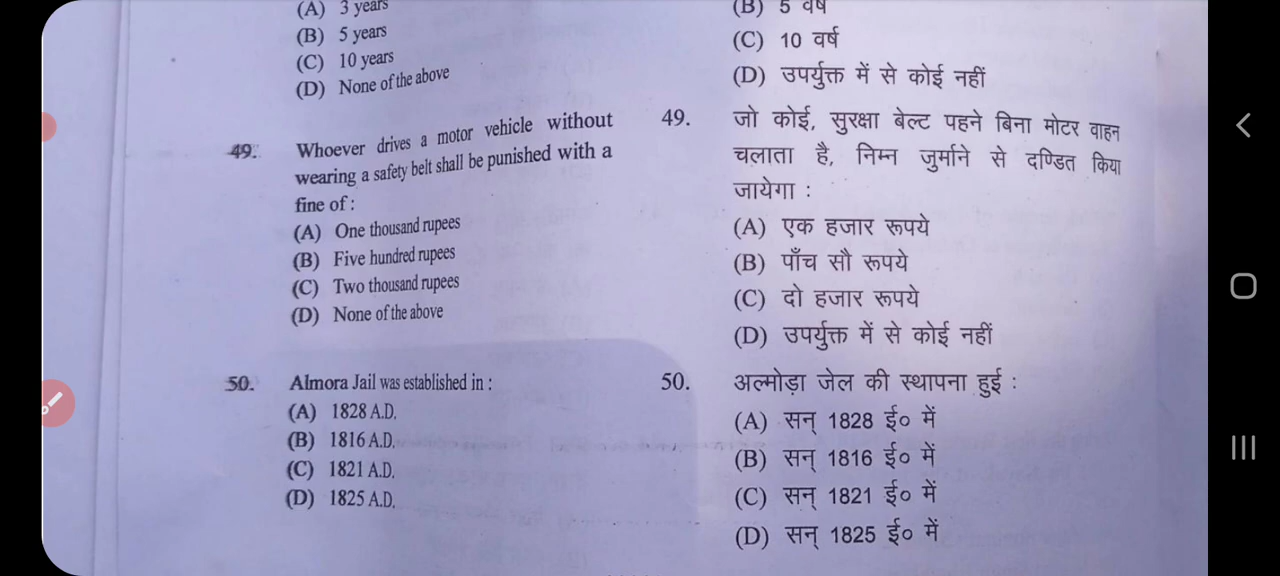 (A) 3 years
(B) 5 years
(C) 10 years
(D) None of the above
49. Whoever drives a motor vehicle without
wearing a safety belt shall be punished with a
fine of :
(A) One thousand rupees
(B) Five hundred rupees
(C) Two thousand rupees
(D) None of the above
50. Almora Jail was established in :
(A) 1828 A.D.
(B) 1816 A.D.
(C) 1821 A.D.
(D) 1825 A.D.
(B) 5 वर्ष
(C) 10 वर्ष
(D) उपर्युक्त में से कोई नहीं
49. जो कोई, सुरक्षा बेल्ट पहने बिना मोटर वाहन
चलाता है, निम्न जुर्माने से दण्डित किया
जायेगा :
(A) एक हजार रूपये
(B) पाँच सौ रूपये
(C) दो हजार रूपये
(D) उपर्युक्त में से कोई नहीं
50. अल्मोड़ा जेल की स्थापना हुई :
(A) सन् 1828 ई० में
(B) सन् 1816 ई० में
(C) सन् 1821 ई० में
(D) सन् 1825 ई० में